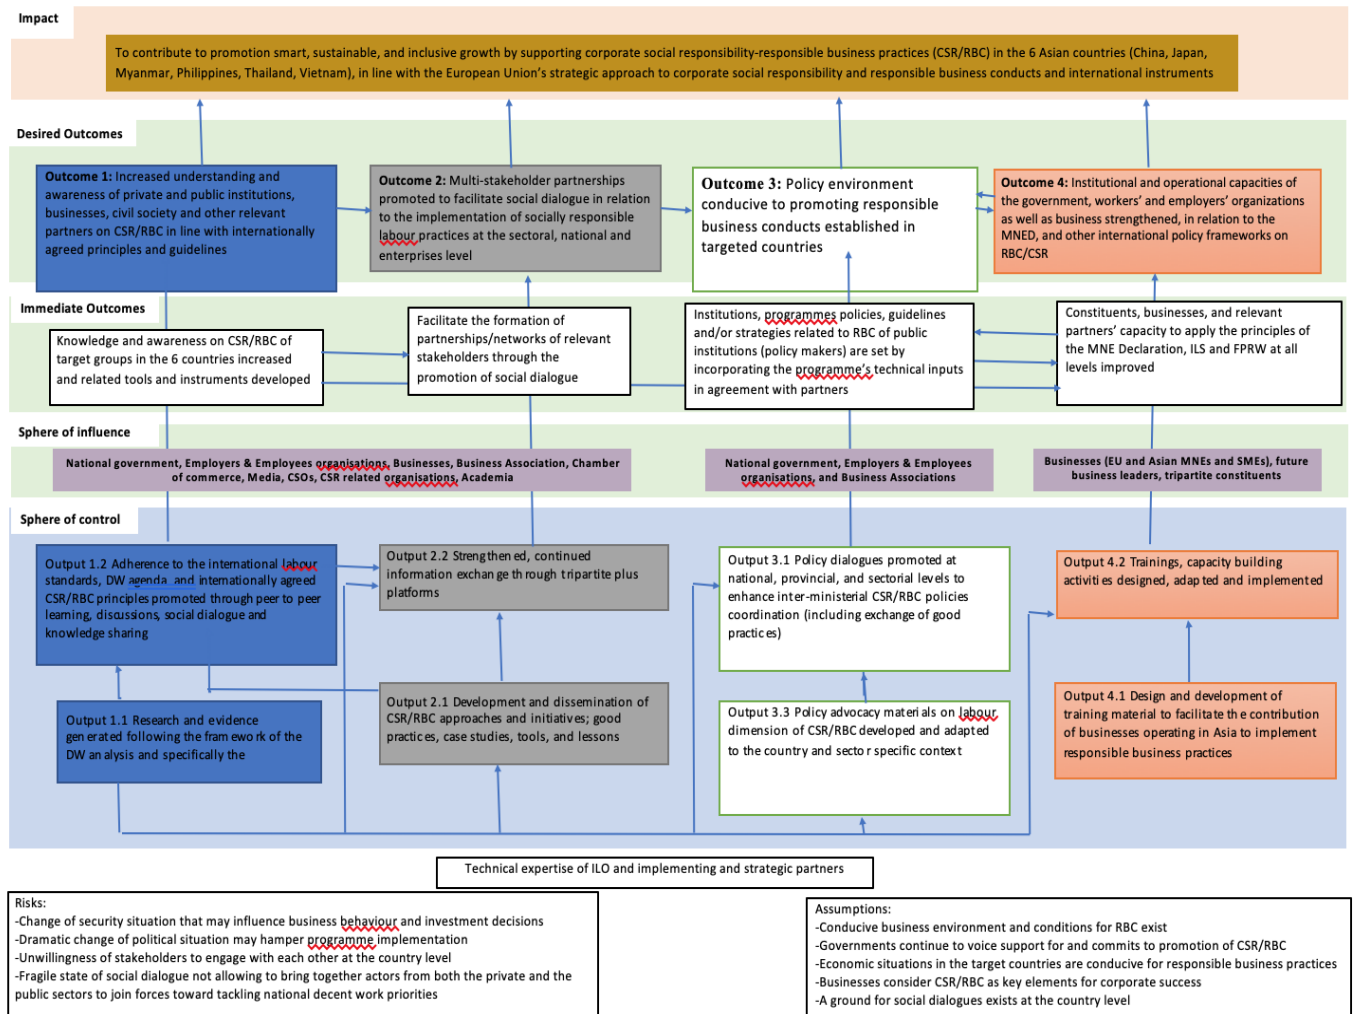 Impact
To contribute to promotion smart, sustainable, and inclusive growth by supporting corporate social responsibility-responsible business practices (CSR/RBC) in the 6 Asian countries (China, Japan,
Myanmar, Philippines, Thailand, Vietnam), in line with the European Union's strategic approach to corporate social responsibility and responsible business conducts and international instruments
Desired Outcomes
Outcome 1: Increased understanding and
awareness of private and public institutions,
businesses, civil society and other relevant
partners on CSR/RBC in line with internationally
agreed principles and guidelines
Outcome 2: Multi-stakeholder partnerships
promoted to facilitate social dialogue in relation
to the implementation of socially responsible
labour practices at the sectoral, national and
enterprises level
Outcome 3: Policy environment
conducive to promoting responsible
business conducts established in
targeted countries
Outcome 4: Institutional and operational capacities of
the government, workers' and employers' organizations
as well as business strengthened, in relation to the
MNED, and other international policy frameworks on
RBC/CSR
Immediate Outcomes
Knowledge and awareness on CSR/RBC of
target groups in the 6 countries increased
and related tools and instruments developed
Facilitate the formation of
partnerships/networks of relevant
stakeholders through the
promotion of social dialogue
Institutions, programmes policies, guidelines
and/or strategies related to RBC of public
institutions (policy makers) are set by
incorporating the programme's technical inputs
in agreement with partners
Constituents, businesses, and relevant
partners' capacity to apply the principles of
the MNE Declaration, ILS and FPRW at all
levels improved
Sphere of influence
National government, Employers & Employees organisations, Businesses, Business Association, Chamber
of commerce, Media, CSOs, CSR related organisations, Academia
National government, Employers & Employees
organisations, and Business Associations
Businesses (EU and Asian MNEs and SMEs), future
business leaders, tripartite constituents
Sphere of control
Output 1.2 Adherence to the international labour
standards, DW agenda and internationally agreed
CSR/RBC principles promoted through peer to peer
learning, discussions, social dialogue and
knowledge sharing
Output 2.2 Strengthened, continued
information exchange through tripartite plus
platforms
Output 3.1 Policy dialogues promoted at
national, provincial, and sectorial levels to
enhance inter-ministerial CSR/RBC policies
coordination (including exchange of good
practices)
Output 4.2 Trainings, capacity building
activities designed, adapted and implemented
Output 1.1 Research and evidence
generated following the framework of the
DW analysis and specifically the
Output 2.1 Development and dissemination of
CSR/RBC approaches and initiatives; good
practices, case studies, tools, and lessons
Output 3.3 Policy advocacy materials on labour
dimension of CSR/RBC developed and adapted
to the country and sector specific context
Output 4.1 Design and development of
training material to facilitate the contribution
of businesses operating in Asia to implement
responsible business practices
Technical expertise of ILO and implementing and strategic partners
Risks:
-Change of security situation that may influence business behaviour and investment decisions
-Dramatic change of political situation may hamper programme implementation
-Unwillingness of stakeholders to engage with each other at the country level
-Fragile state of social dialogue not allowing to bring together actors from both the private and the
public sectors to join forces toward tackling national decent work priorities
Assumptions:
-Conducive business environment and conditions for RBC exist
-Governments continue to voice support for and commits to promotion of CSR/RBC
-Economic situations in the target countries are conducive for responsible business practices
-Businesses consider CSR/RBC as key elements for corporate success
-A ground for social dialogues exists at the country level